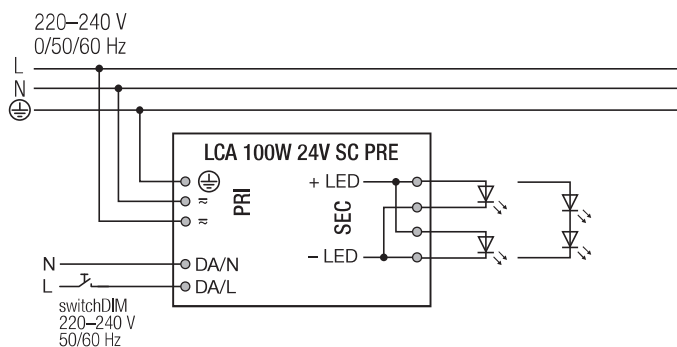 220–240 V
0/50/60 Hz
L
N
LCA 100W 24V SC PRE
+ LED
≂
PRI
SEC
≂
N
DA/N
– LED
L
DA/L
switchDIM
220–240 V
50/60 Hz